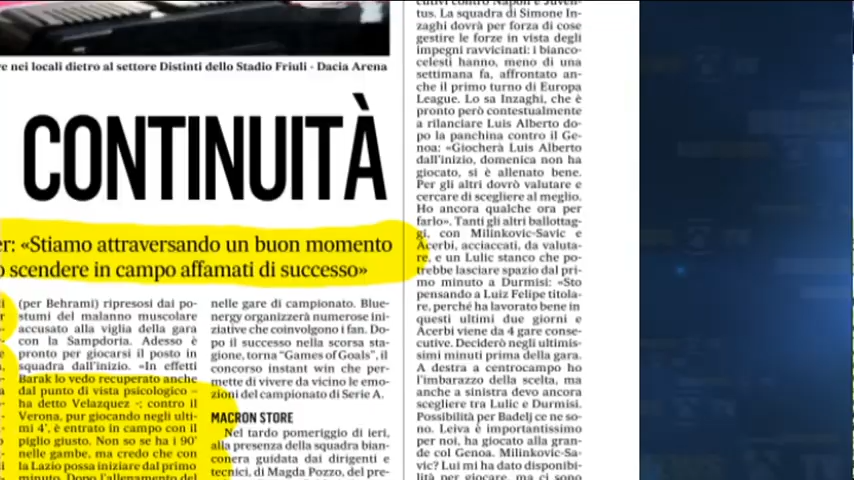 e nei locali dietro al settore Distinti dello Stadio Friuli - Dacia Arena
CONTINUITÀ
er: «Stiamo attraversando un buon momento
o scendere in campo affamati di successo»
(per Behrami) ripresosi dai po-
stumi del malanno muscolare
accusato alla viglia della gara
con la Sampdoria. Adesso è
pronto per giocarsi il posto in
squadra dall'inizio. «In effetti
Barak lo vedo recuperato anche
dal punto di vista psicologico –
ha detto Velazquez -; contro il
Verona, pur giocando negli ulti-
mi 4', è entrato in campo con il
piglio giusto. Non so se ha i 90'
nelle gambe, ma credo che con
la Lazio possa iniziare dal primo
minuto. Dopo l'allenamento del
nelle gare di campionato. Blue-
nergy organizzerà numerose ini-
ziative che coinvolgono i fan. Do-
po il successo nella scorsa sta-
gione, torna “Games of Goals”, il
concorso instant win che per-
mette di vivere da vicino le emo-
zioni del campionato di Serie A.
MACRON STORE
Nel tardo pomeriggio di ieri,
alla presenza della squadra bian-
conera guidata dai dirigenti e
tecnici, di Magda Pozzo, del pre-
cutivi contro Napoli e Juven-
tus. La squadra di Simone In-
zaghi dovrà per forza di cose
gestire le forze in vista degli
impegni ravvicinati: i bianco-
celesti hanno, meno di una
settimana fa, affrontato an-
che il primo turno di Europa
League. Lo sa Inzaghi, che è
pronto però contestualmente
a rilanciare Luis Alberto do-
po la panchina contro il Ge-
noa: «Giocherà Luis Alberto
dall'inizio, domenica non ha
giocato, si è allenato bene.
Per gli altri dovrò valutare e
cercare di scegliere al meglio.
Ho ancora qualche ora per
farlo». Tanti gli altri ballottag-
gi, con Milinkovic-Savic e
Acerbi, acciaccati, da valuta-
re, e un Lulic stanco che po-
trebbe lasciare spazio dal pri-
mo minuto a Durmisi: «Sto
pensando a Luiz Felipe titola-
re, perché ha lavorato bene in
questi ultimi due giorni e
Acerbi viene da 4 gare conse-
cutive. Deciderò negli ultimis-
simi minuti prima della gara.
A destra a centrocampo ho
l'imbarazzo della scelta, ma
anche a sinistra devo ancora
scegliere tra Lulic e Durmisi.
Possibilità per Badelj ce ne so-
no. Leiva è importantissimo
per noi, ha giocato alla gran-
de col Genoa. Milinkovic-Sa-
vic? Lui mi ha dato disponibi-
lità per giocare, ma ci sono